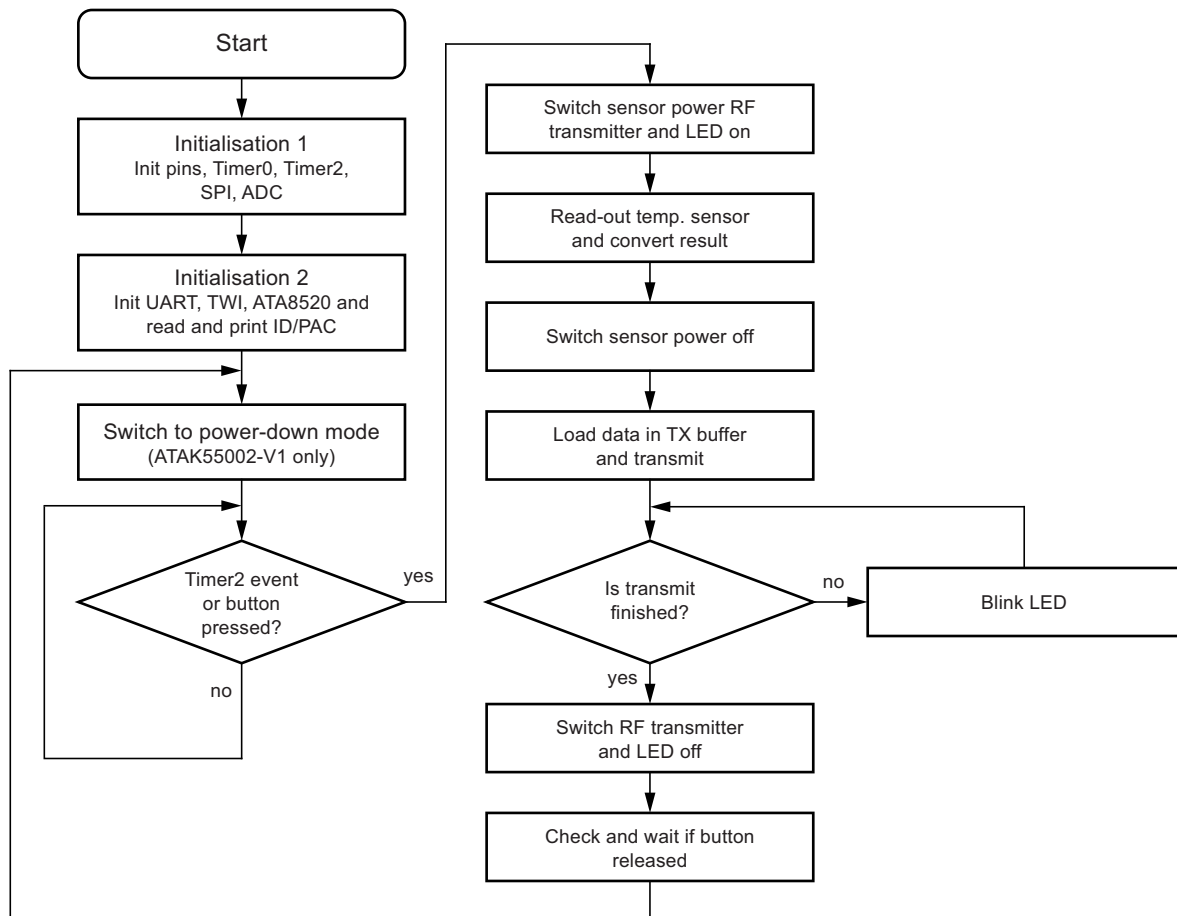 Start
Initialisation 1
Init pins, Timer0, Timer2,
SPI, ADC
Initialisation 2
Init UART, TWI, ATA8520 and
read and print ID/PAC
Switch to power-down mode
(ATAK55002-V1 only)
Timer2 event
or button
pressed?
yes
no
Switch sensor power RF
transmitter and LED on
Read-out temp. sensor
and convert result
Switch sensor power off
Load data in TX buffer
and transmit
Is transmit
finished?
no
Blink LED
yes
Switch RF transmitter
and LED off
Check and wait if button
released